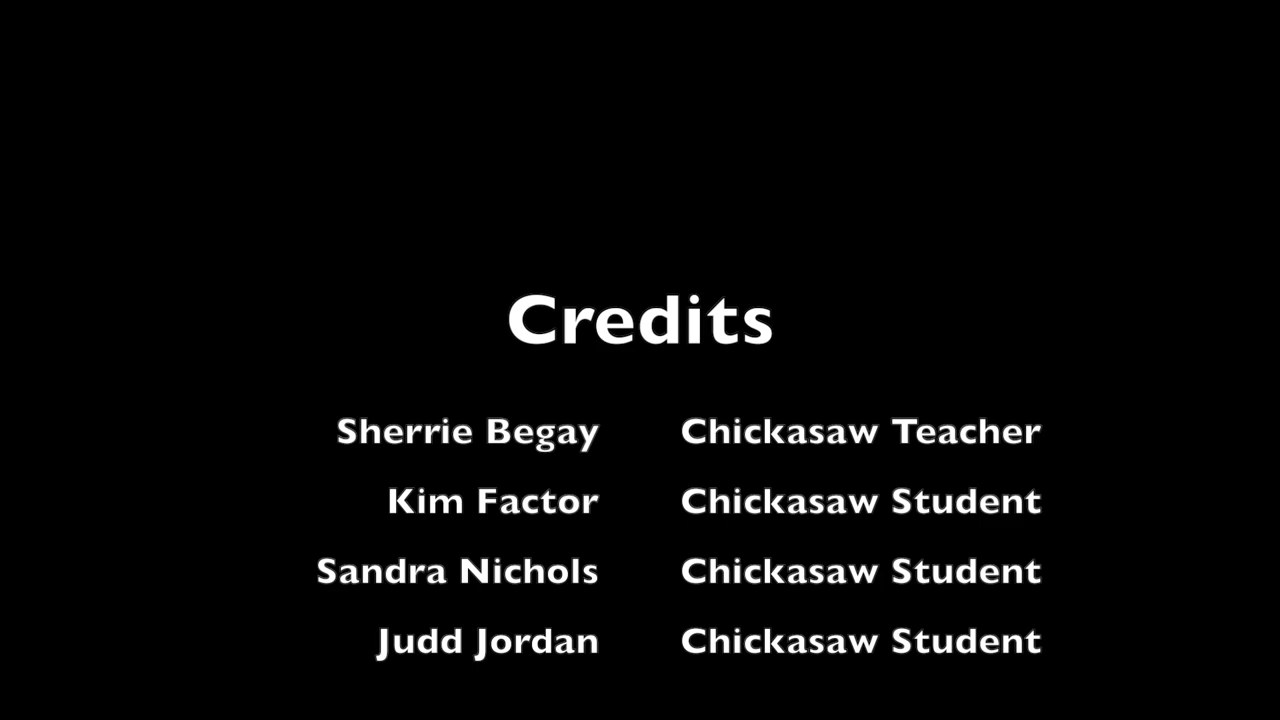 Credits
Sherrie Begay Chickasaw Teacher
Kim Factor Chickasaw Student
Sandra Nichols Chickasaw Student
Judd Jordan Chickasaw Student